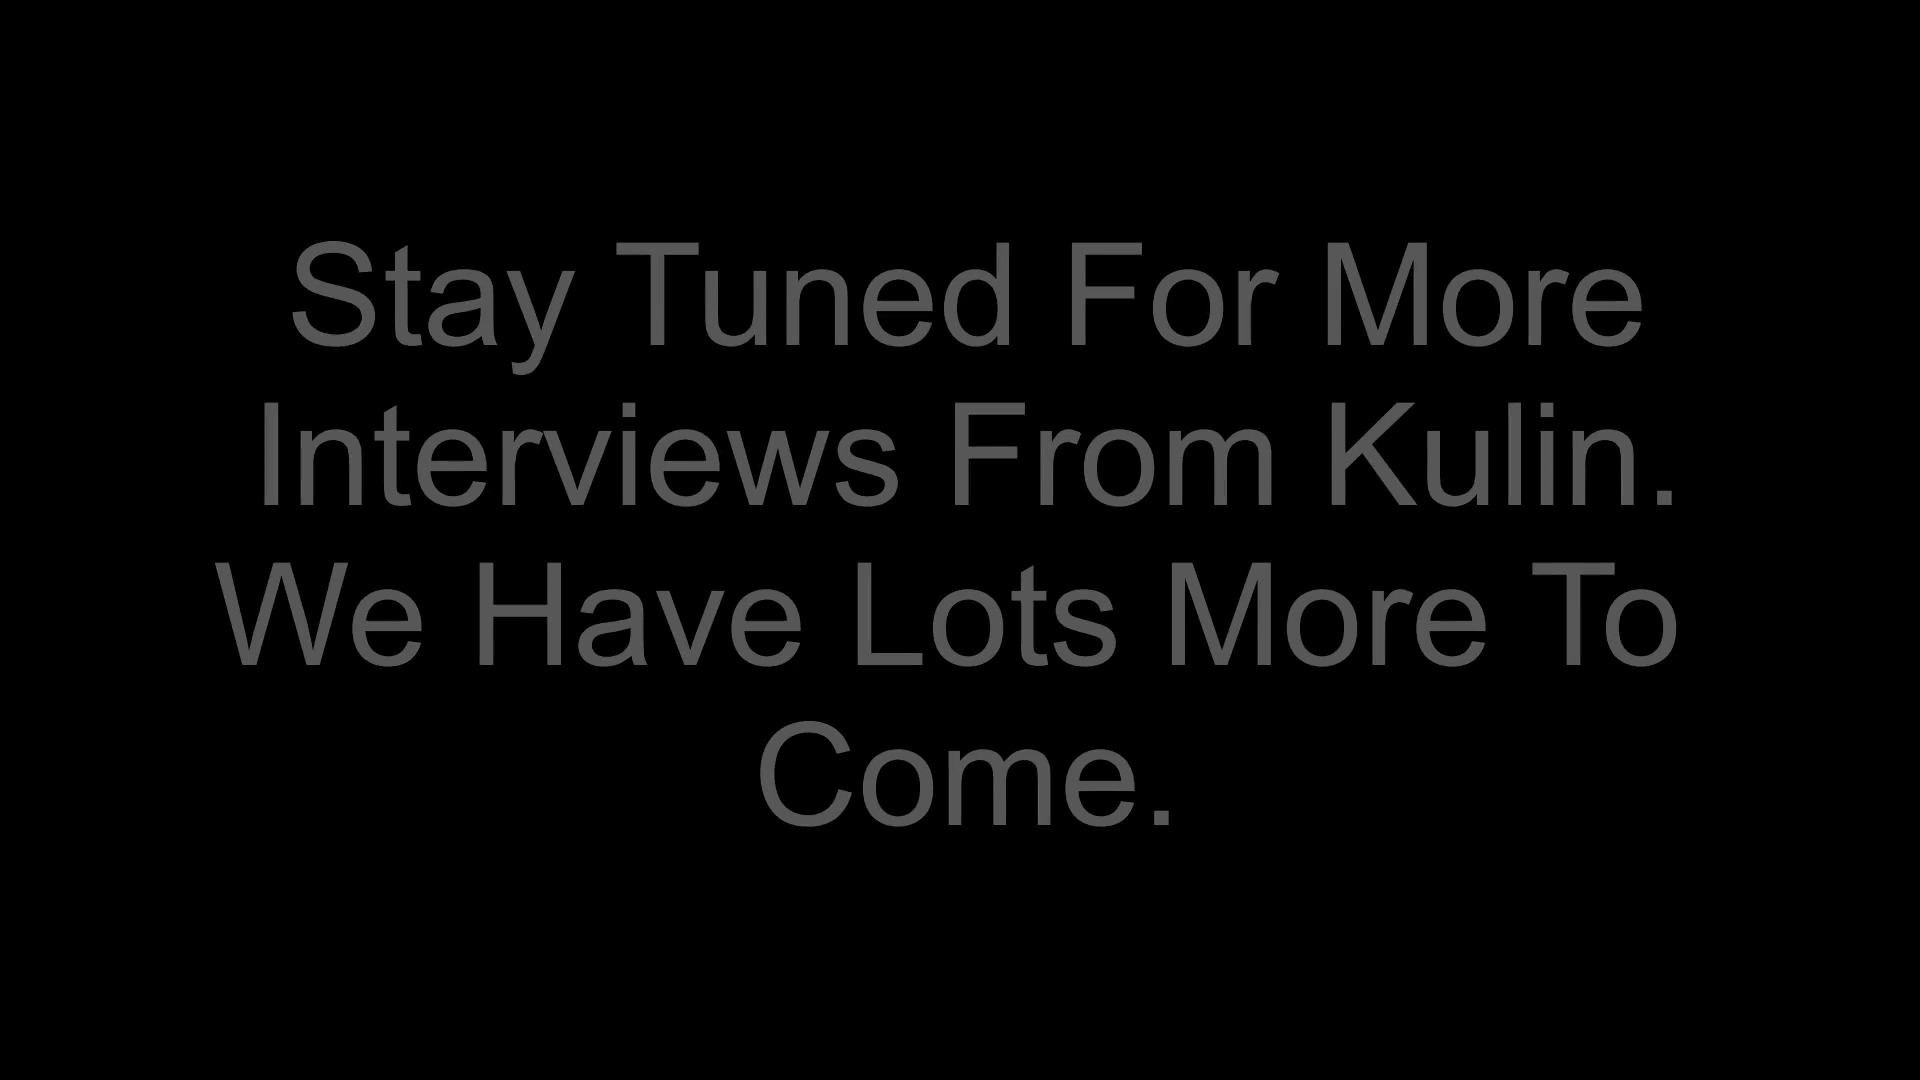 Stay Tuned For More
Interviews From Kulin.
We Have Lots More To
Come.